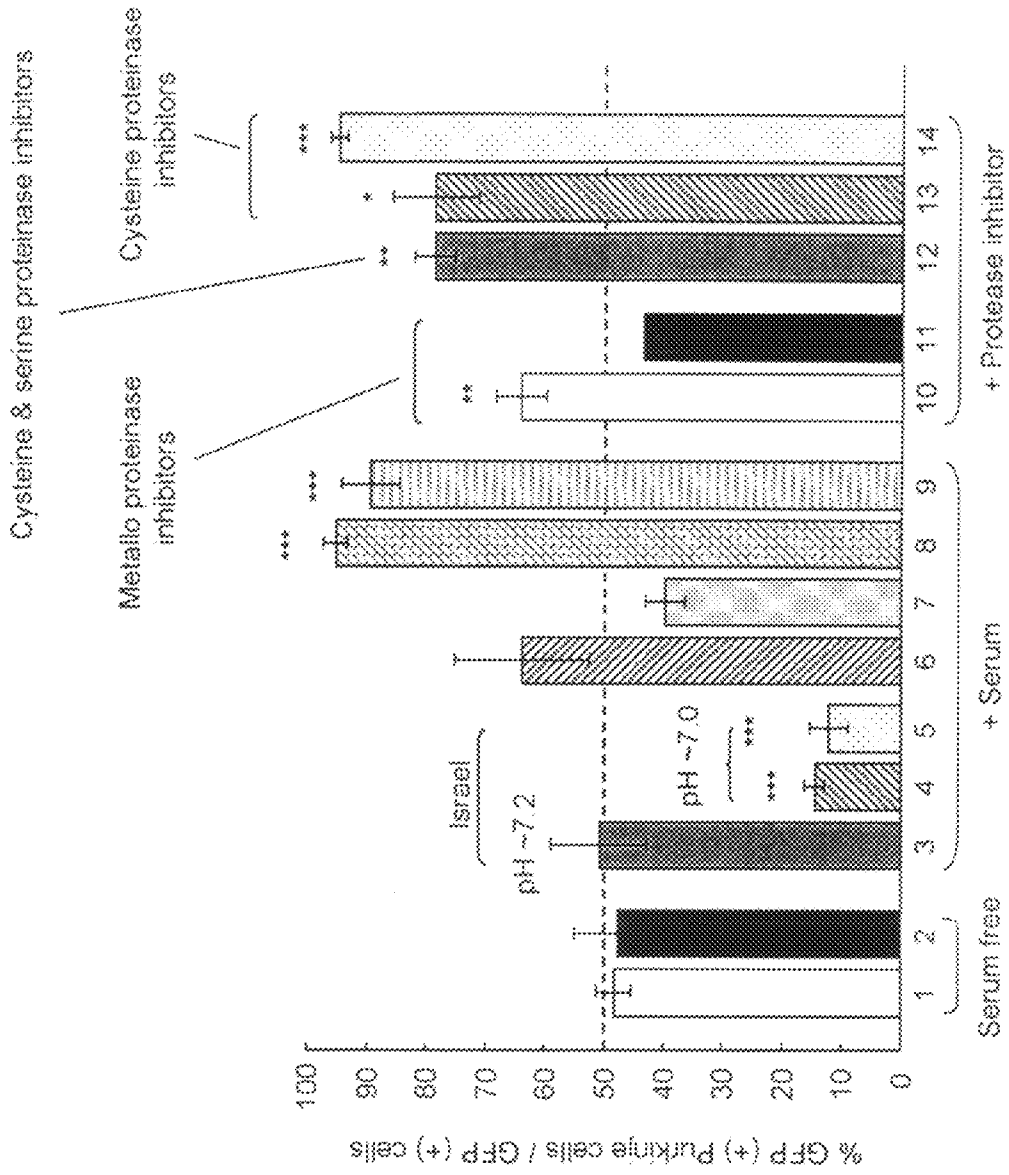 Cysteine & serine proteinase inhibitors
Cysteine proteinase
inhibitors
Metallo proteinase
inhibitors
Israel
pH ~7.2
pH ~7.0
***
***
***
***
**
**
*
***
% GFP (+) Purkinje cells / GFP (+) cells
100
90
80
70
60
50
40
30
20
10
0
1 2 3 4 5 6 7 8 9 10 11 12 13 14
Serum free
+ Serum
+ Protease inhibitor